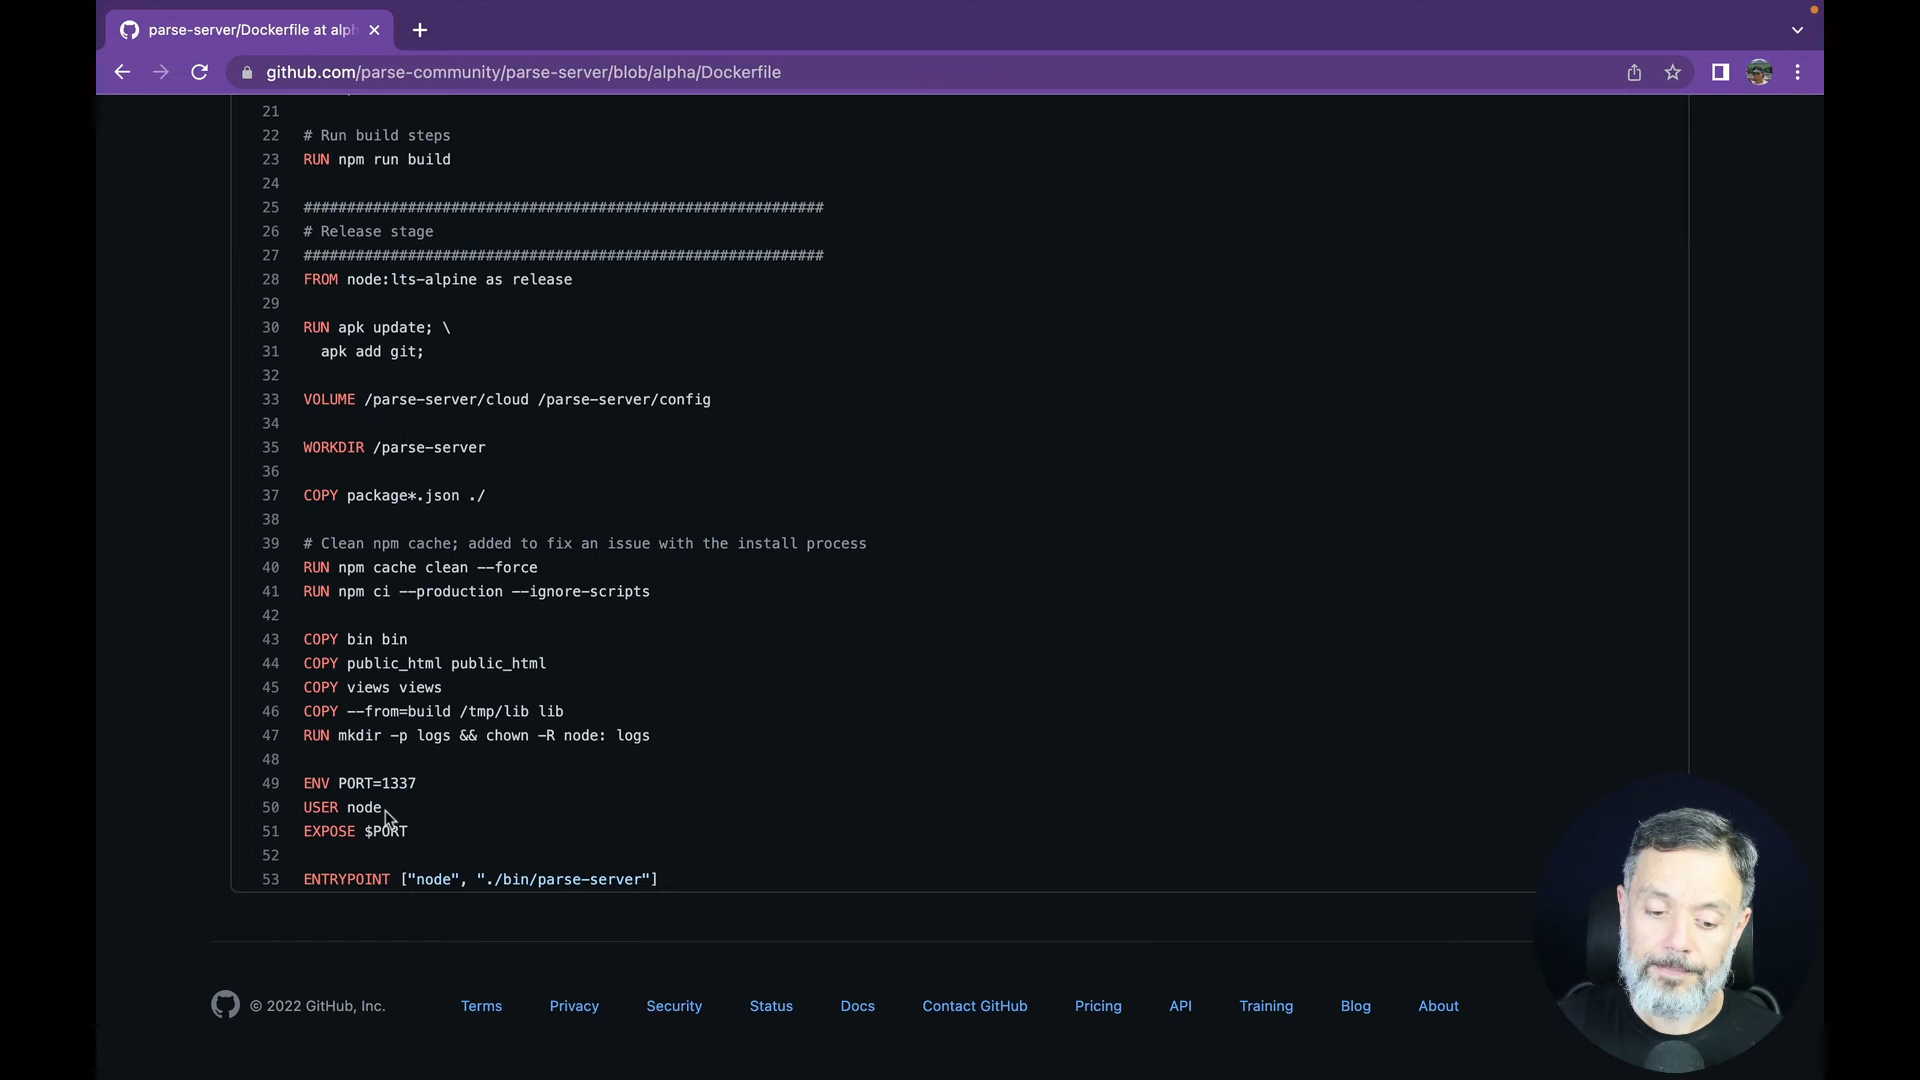 parse-server/Dockerfile at alph
github.com/parse-community/parse-server/blob/alpha/Dockerfile
21
22 # Run build steps
23 RUN npm run build
24
25 ############################################################
26 # Release stage
27 ############################################################
28 FROM node:lts-alpine as release
29
30 RUN apk update; \
31 apk add git;
32
33 VOLUME /parse-server/cloud /parse-server/config
34
35 WORKDIR /parse-server
36
37 COPY package*.json ./
38
39 # Clean npm cache; added to fix an issue with the install process
40 RUN npm cache clean --force
41 RUN npm ci --production --ignore-scripts
42
43 COPY bin bin
44 COPY public_html public_html
45 COPY views views
46 COPY --from=build /tmp/lib lib
47 RUN mkdir -p logs && chown -R node: logs
48
49 ENV PORT=1337
50 USER node
51 EXPOSE $PORT
52
53 ENTRYPOINT ["node", "./bin/parse-server"]
© 2022 GitHub, Inc. Terms Privacy Security Status Docs Contact GitHub Pricing API Training Blog About